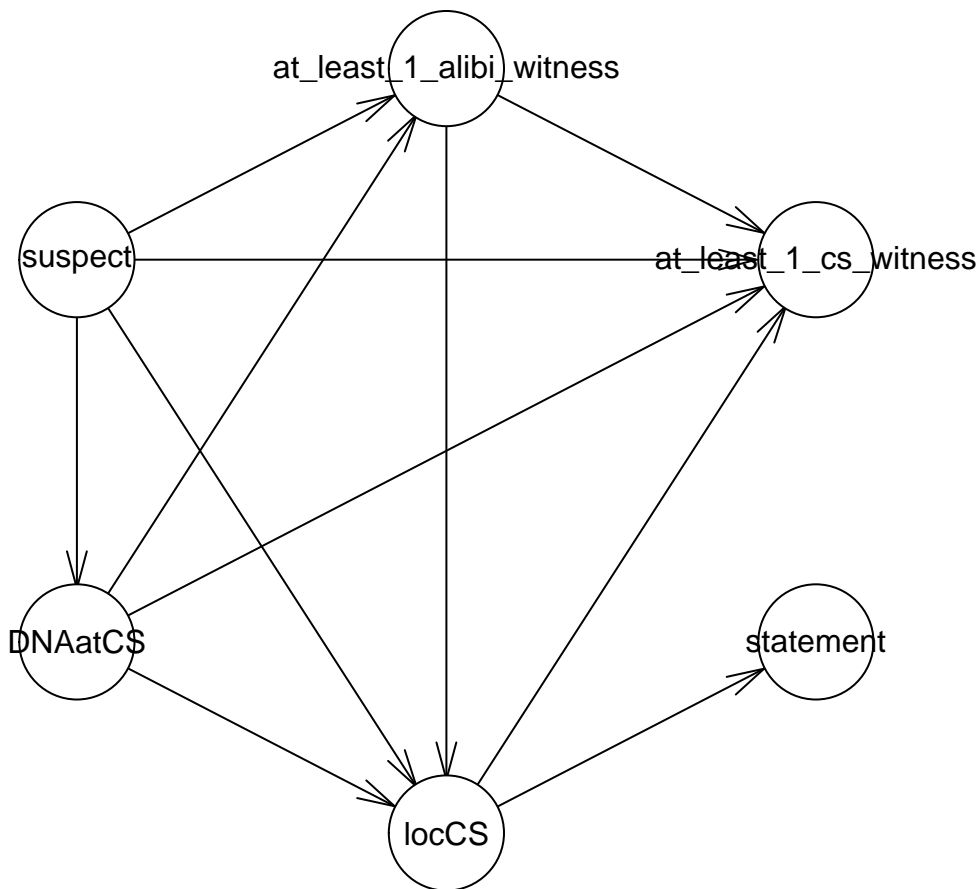 at_least_1_alibi_witness
suspect
at_least_1_cs_witness
DNAatCS
statement
locCS